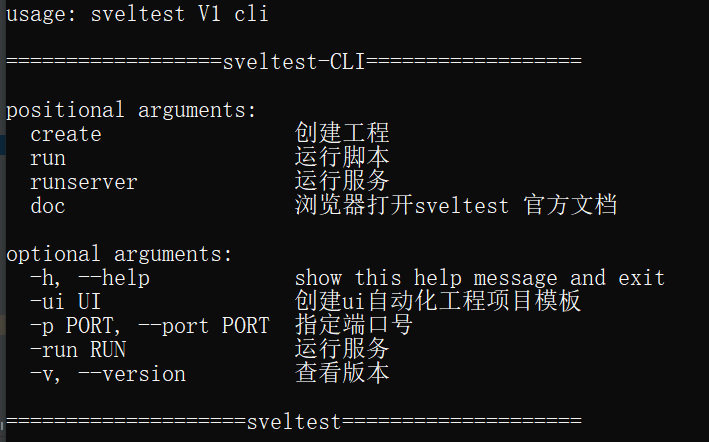 usage: sveltest V1 cli
==================sveltest-CLI==================
positional arguments:
create 创建工程
run 运行脚本
runserver 运行服务
doc 浏览器打开sveltest 官方文档
optional arguments:
-h, --help show this help message and exit
-ui UI 创建ui自动化工程项目模板
-p PORT, --port PORT 指定端口号
-run RUN 运行服务
-v, --version 查看版本
====================sveltest====================